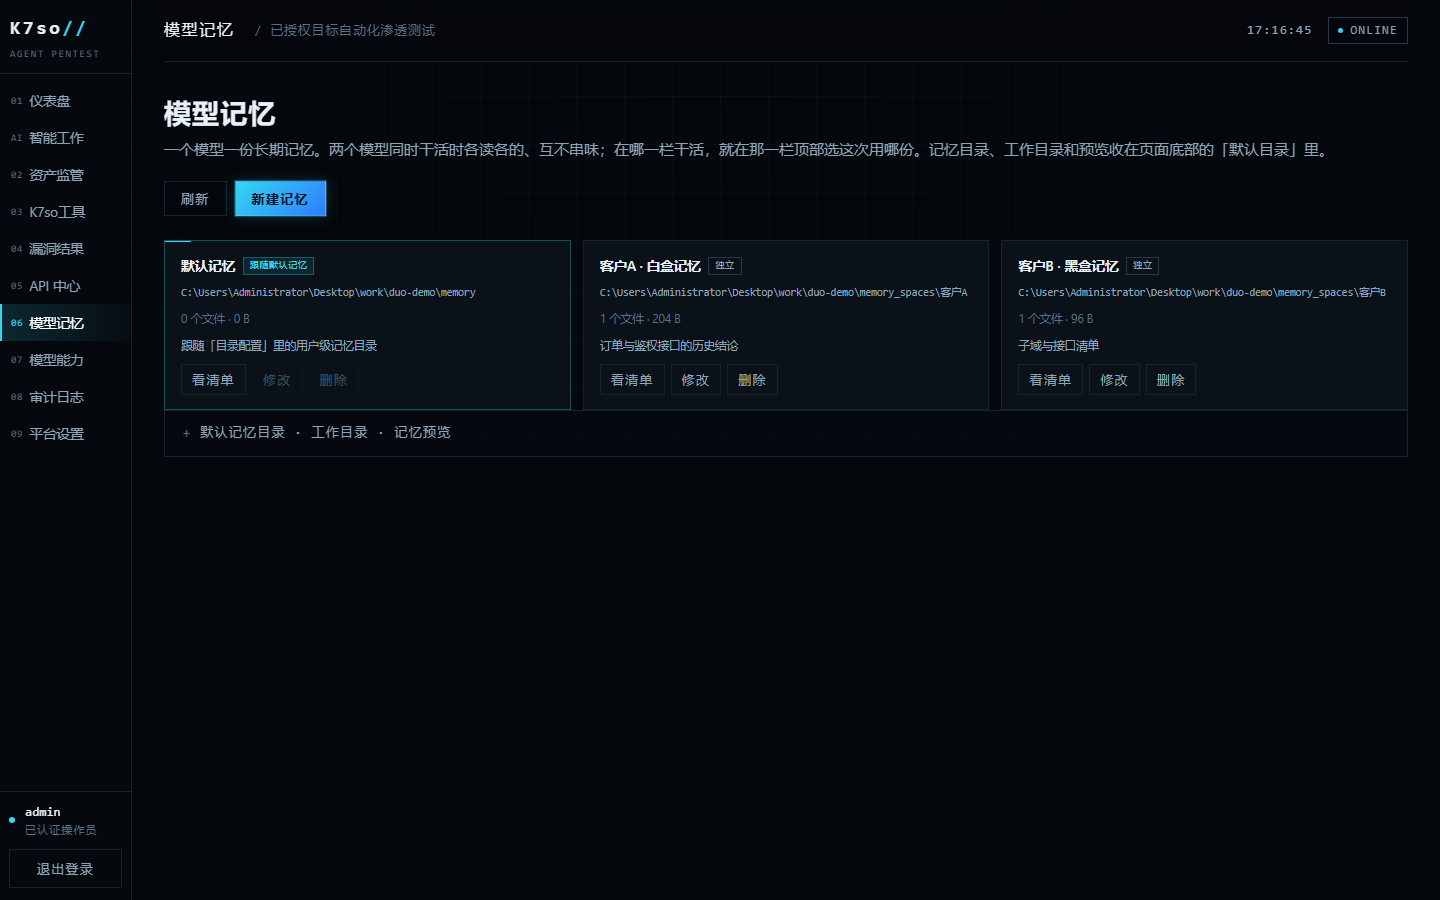 K7so//
AGENT PENTEST
01 仪表盘
AI 智能工作
02 资产监管
03 K7so工具
04 漏洞结果
05 API 中心
06 模型记忆
07 模型能力
08 审计日志
09 平台设置
admin
已认证操作员
退出登录
模型记忆 / 已授权目标自动化渗透测试
17:16:45 ONLINE
模型记忆
一个模型一份长期记忆。两个模型同时干活时各读各的、互不串味；在哪一栏干活，就在那一栏顶部选这次用哪份。记忆目录、工作目录和预览收在页面底部的「默认目录」里。
刷新 新建记忆
默认记忆 跟随默认记忆
C:\Users\Administrator\Desktop\work\duo-demo\memory
0 个文件 · 0 B
跟随「目录配置」里的用户级记忆目录
看清单 修改 删除
客户A · 白盒记忆 独立
C:\Users\Administrator\Desktop\work\duo-demo\memory_spaces\客户A
1 个文件 · 204 B
订单与鉴权接口的历史结论
看清单 修改 删除
客户B · 黑盒记忆 独立
C:\Users\Administrator\Desktop\work\duo-demo\memory_spaces\客户B
1 个文件 · 96 B
子域与接口清单
看清单 修改 删除
+ 默认记忆目录 · 工作目录 · 记忆预览